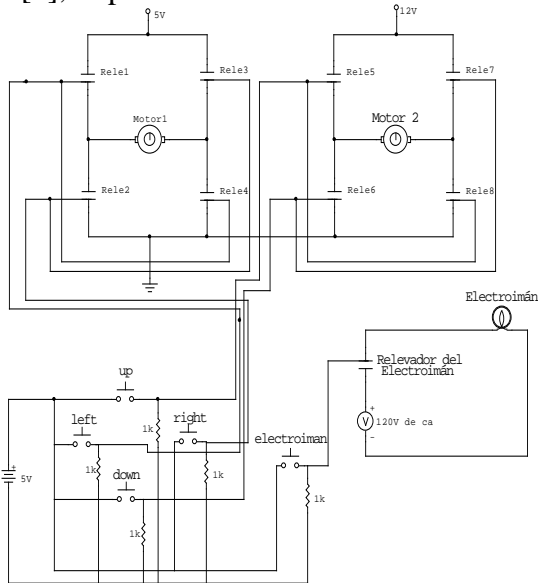 5V
12V
Rele1
Rele3
Rele5
Rele7
Motor1
Motor 2
Rele2
Rele4
Rele6
Rele8
Electroimán
up
Relevador del
Electroimán
left
1k
right
electroiman
+
V
120V de ca
-
down
1k
1k
1k
1k
+
5V